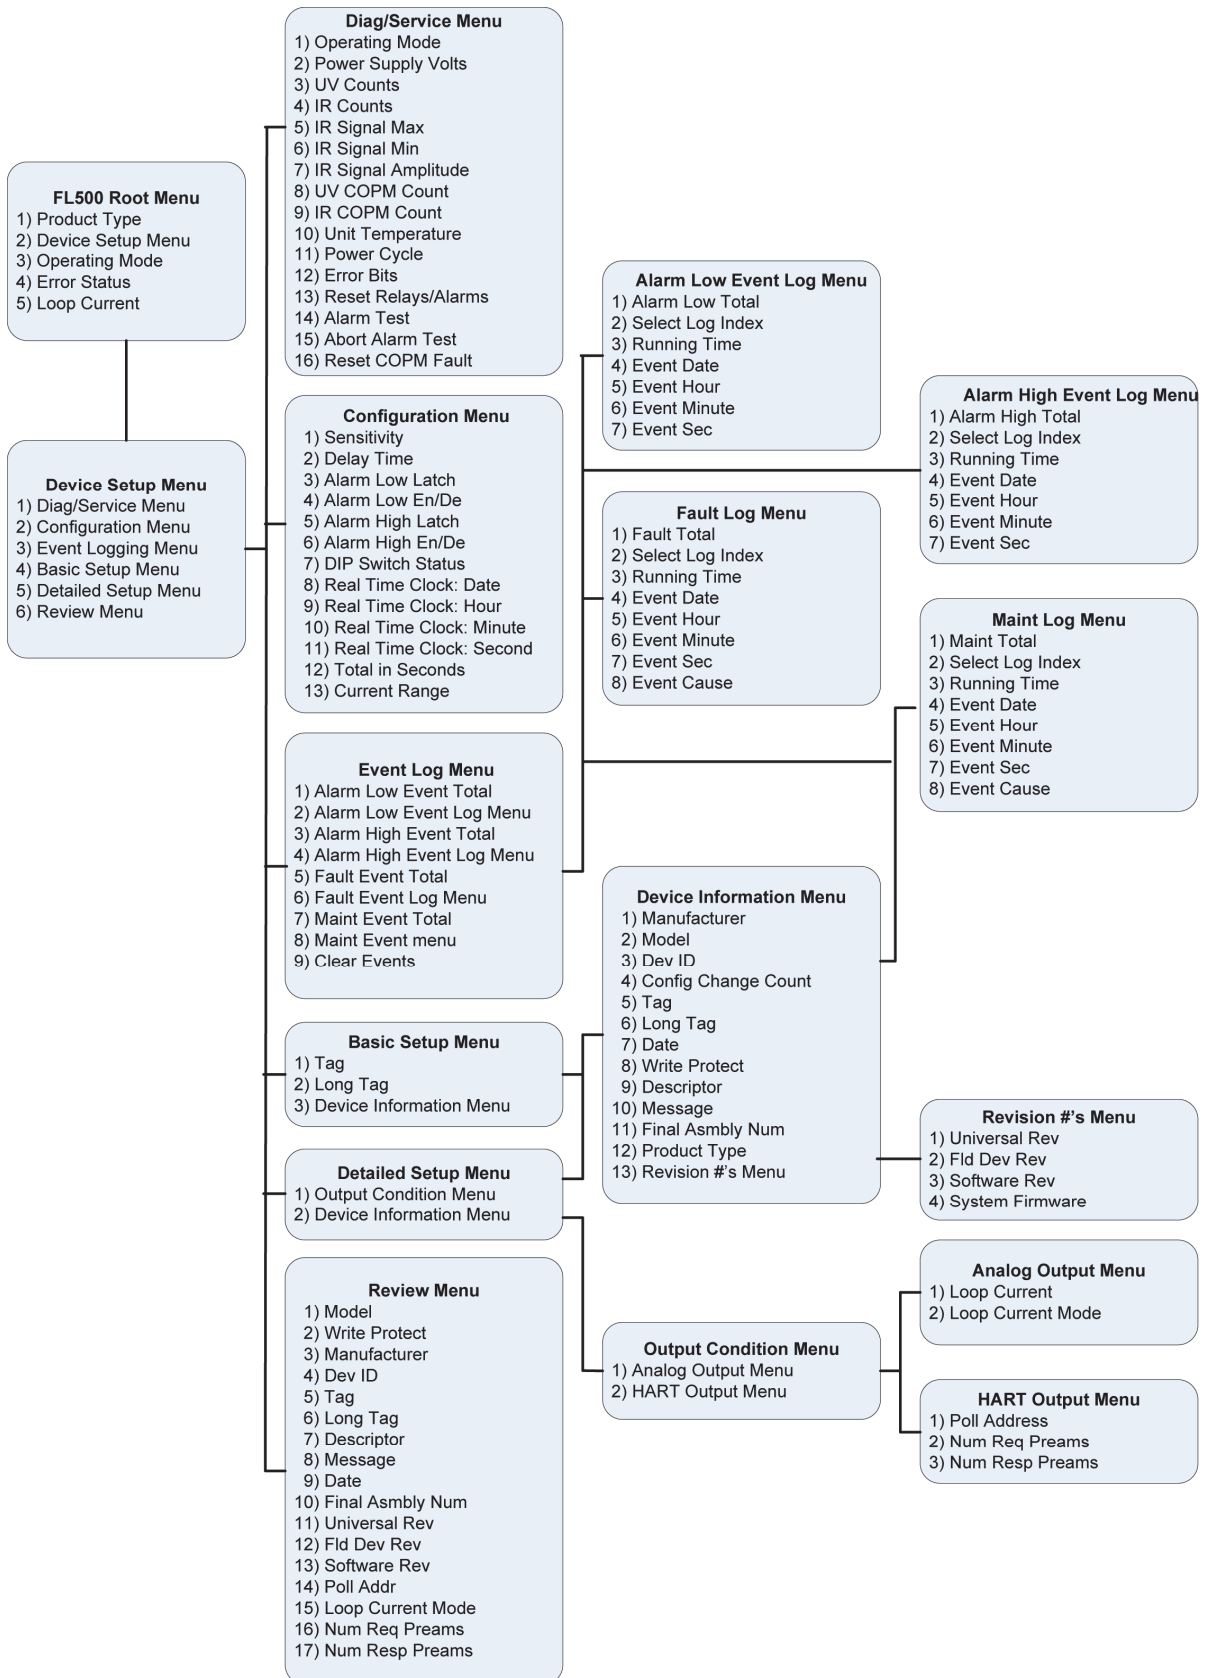 FL500 Root Menu
1) Product Type
2) Device Setup Menu
3) Operating Mode
4) Error Status
5) Loop Current
Device Setup Menu
1) Diag/Service Menu
2) Configuration Menu
3) Event Logging Menu
4) Basic Setup Menu
5) Detailed Setup Menu
6) Review Menu
Diag/Service Menu
1) Operating Mode
2) Power Supply Volts
3) UV Counts
4) IR Counts
5) IR Signal Max
6) IR Signal Min
7) IR Signal Amplitude
8) UV COPM Count
9) IR COPM Count
10) Unit Temperature
11) Power Cycle
12) Error Bits
13) Reset Relays/Alarms
14) Alarm Test
15) Abort Alarm Test
16) Reset COPM Fault
Configuration Menu
1) Sensitivity
2) Delay Time
3) Alarm Low Latch
4) Alarm Low En/De
5) Alarm High Latch
6) Alarm High En/De
7) DIP Switch Status
8) Real Time Clock: Date
9) Real Time Clock: Hour
10) Real Time Clock: Minute
11) Real Time Clock: Second
12) Total in Seconds
13) Current Range
Event Log Menu
1) Alarm Low Event Total
2) Alarm Low Event Log Menu
3) Alarm High Event Total
4) Alarm High Event Log Menu
5) Fault Event Total
6) Fault Event Log Menu
7) Maint Event Total
8) Maint Event menu
9) Clear Events
Basic Setup Menu
1) Tag
2) Long Tag
3) Device Information Menu
Detailed Setup Menu
1) Output Condition Menu
2) Device Information Menu
Review Menu
1) Model
2) Write Protect
3) Manufacturer
4) Dev ID
5) Tag
6) Long Tag
7) Descriptor
8) Message
9) Date
10) Final Asmbly Num
11) Universal Rev
12) Fld Dev Rev
13) Software Rev
14) Poll Addr
15) Loop Current Mode
16) Num Req Preams
17) Num Resp Preams
Alarm Low Event Log Menu
1) Alarm Low Total
2) Select Log Index
3) Running Time
4) Event Date
5) Event Hour
6) Event Minute
7) Event Sec
Fault Log Menu
1) Fault Total
2) Select Log Index
3) Running Time
4) Event Date
5) Event Hour
6) Event Minute
7) Event Sec
8) Event Cause
Device Information Menu
1) Manufacturer
2) Model
3) Dev ID
4) Config Change Count
5) Tag
6) Long Tag
7) Date
8) Write Protect
9) Descriptor
10) Message
11) Final Asmbly Num
12) Product Type
13) Revision #'s Menu
Output Condition Menu
1) Analog Output Menu
2) HART Output Menu
Alarm High Event Log Menu
1) Alarm High Total
2) Select Log Index
3) Running Time
4) Event Date
5) Event Hour
6) Event Minute
7) Event Sec
Maint Log Menu
1) Maint Total
2) Select Log Index
3) Running Time
4) Event Date
5) Event Hour
6) Event Minute
7) Event Sec
8) Event Cause
Revision #'s Menu
1) Universal Rev
2) Fld Dev Rev
3) Software Rev
4) System Firmware
Analog Output Menu
1) Loop Current
2) Loop Current Mode
HART Output Menu
1) Poll Address
2) Num Req Preams
3) Num Resp Preams